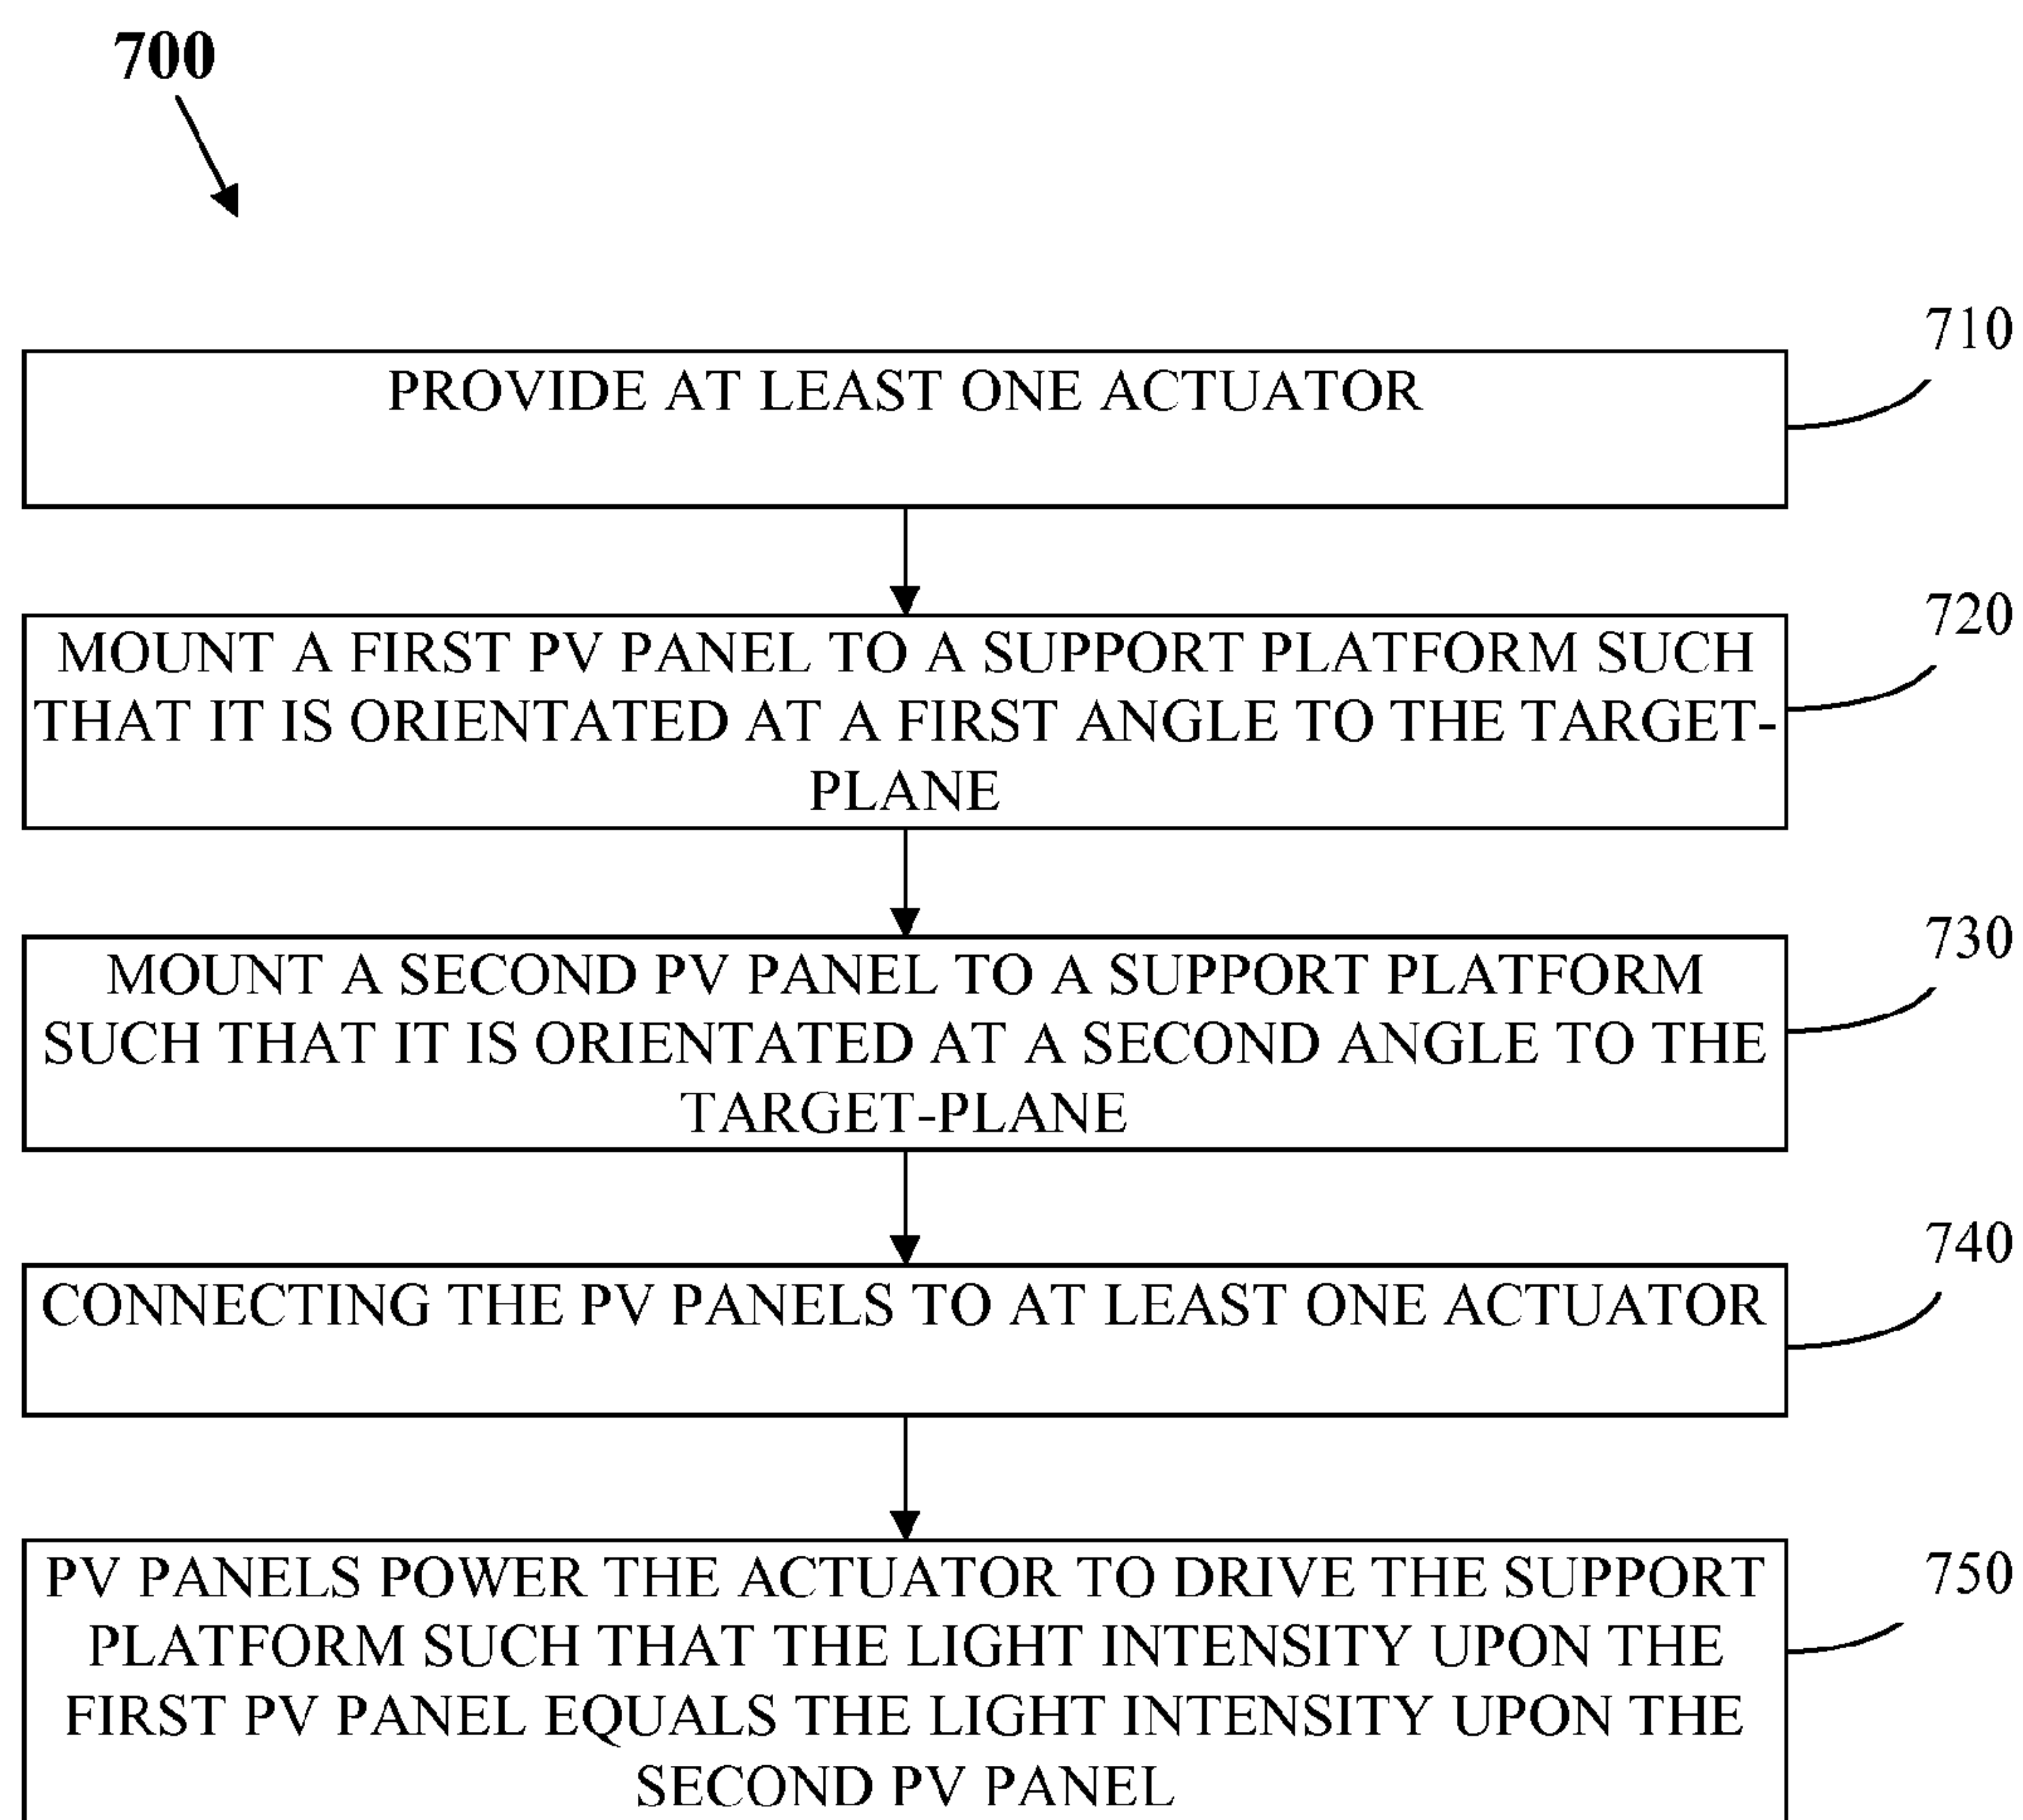 700
710
PROVIDE AT LEAST ONE ACTUATOR
720
MOUNT A FIRST PV PANEL TO A SUPPORT PLATFORM SUCH
THAT IT IS ORIENTATED AT A FIRST ANGLE TO THE TARGET-
PLANE
730
MOUNT A SECOND PV PANEL TO A SUPPORT PLATFORM
SUCH THAT IT IS ORIENTATED AT A SECOND ANGLE TO THE
TARGET-PLANE
740
CONNECTING THE PV PANELS TO AT LEAST ONE ACTUATOR
750
PV PANELS POWER THE ACTUATOR TO DRIVE THE SUPPORT
PLATFORM SUCH THAT THE LIGHT INTENSITY UPON THE
FIRST PV PANEL EQUALS THE LIGHT INTENSITY UPON THE
SECOND PV PANEL